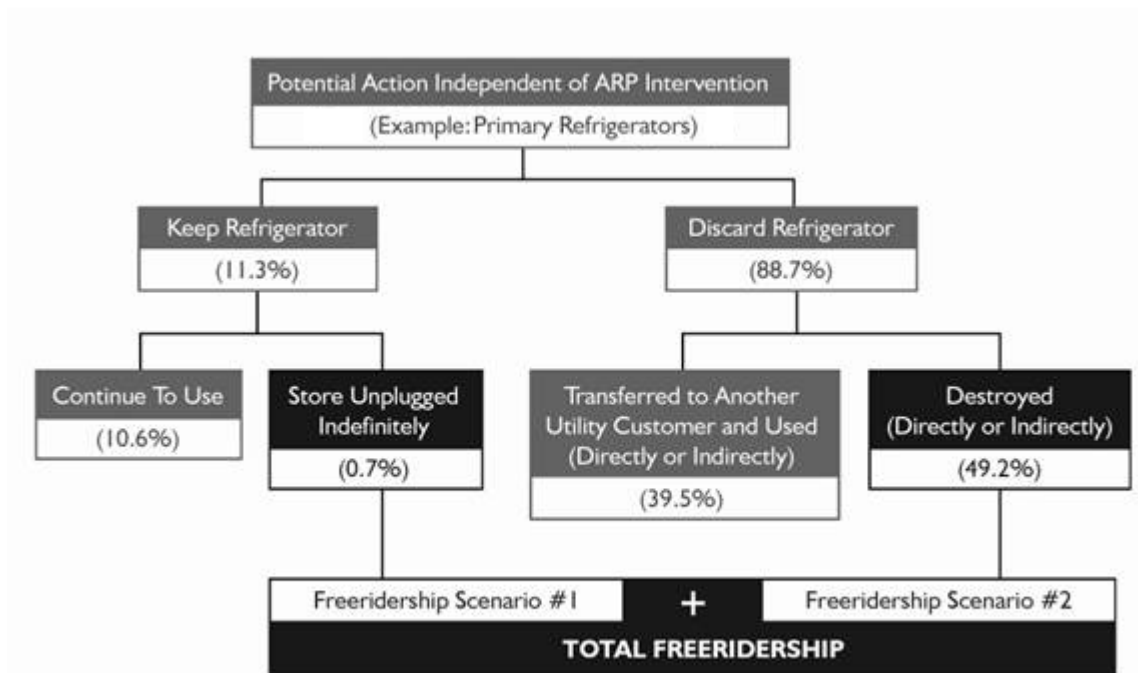 Potential Action Independent of ARP Intervention
(Example: Primary Refrigerators)
Keep Refrigerator
(11.3%)
Discard Refrigerator
(88.7%)
Continue To Use
(10.6%)
Store Unplugged
Indefinitely
(0.7%)
Transferred to Another
Utility Customer and Used
(Directly or Indirectly)
(39.5%)
Destroyed
(Directly or Indirectly)
(49.2%)
Freeridership Scenario #1
+
Freeridership Scenario #2
TOTAL FREERIDERSHIP